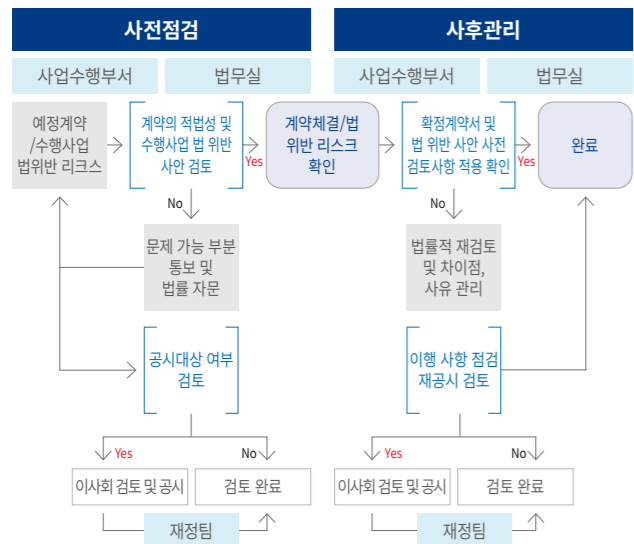 사전점검
사후관리
사업수행부서
법무실
사업수행부서
법무실
예정계약
/수행사업
법위반 리크스
계약의 적법성 및
수행사업 법 위반
사안 검토
Yes
계약체결/법
위반 리스크
확인
확정계약서 및
법 위반 사안 사전
검토사항 적용 확인
Yes
완료
No
No
문제 가능 부분
통보 및
법률 자문
법률적 재검토
및 차이점,
사유 관리
공시대상 여부
검토
이행 사항 점검
재공시 검토
Yes
No
Yes
No
이사회 검토 및 공시
검토 완료
이사회 검토 및 공시
검토 완료
재정팀
재정팀